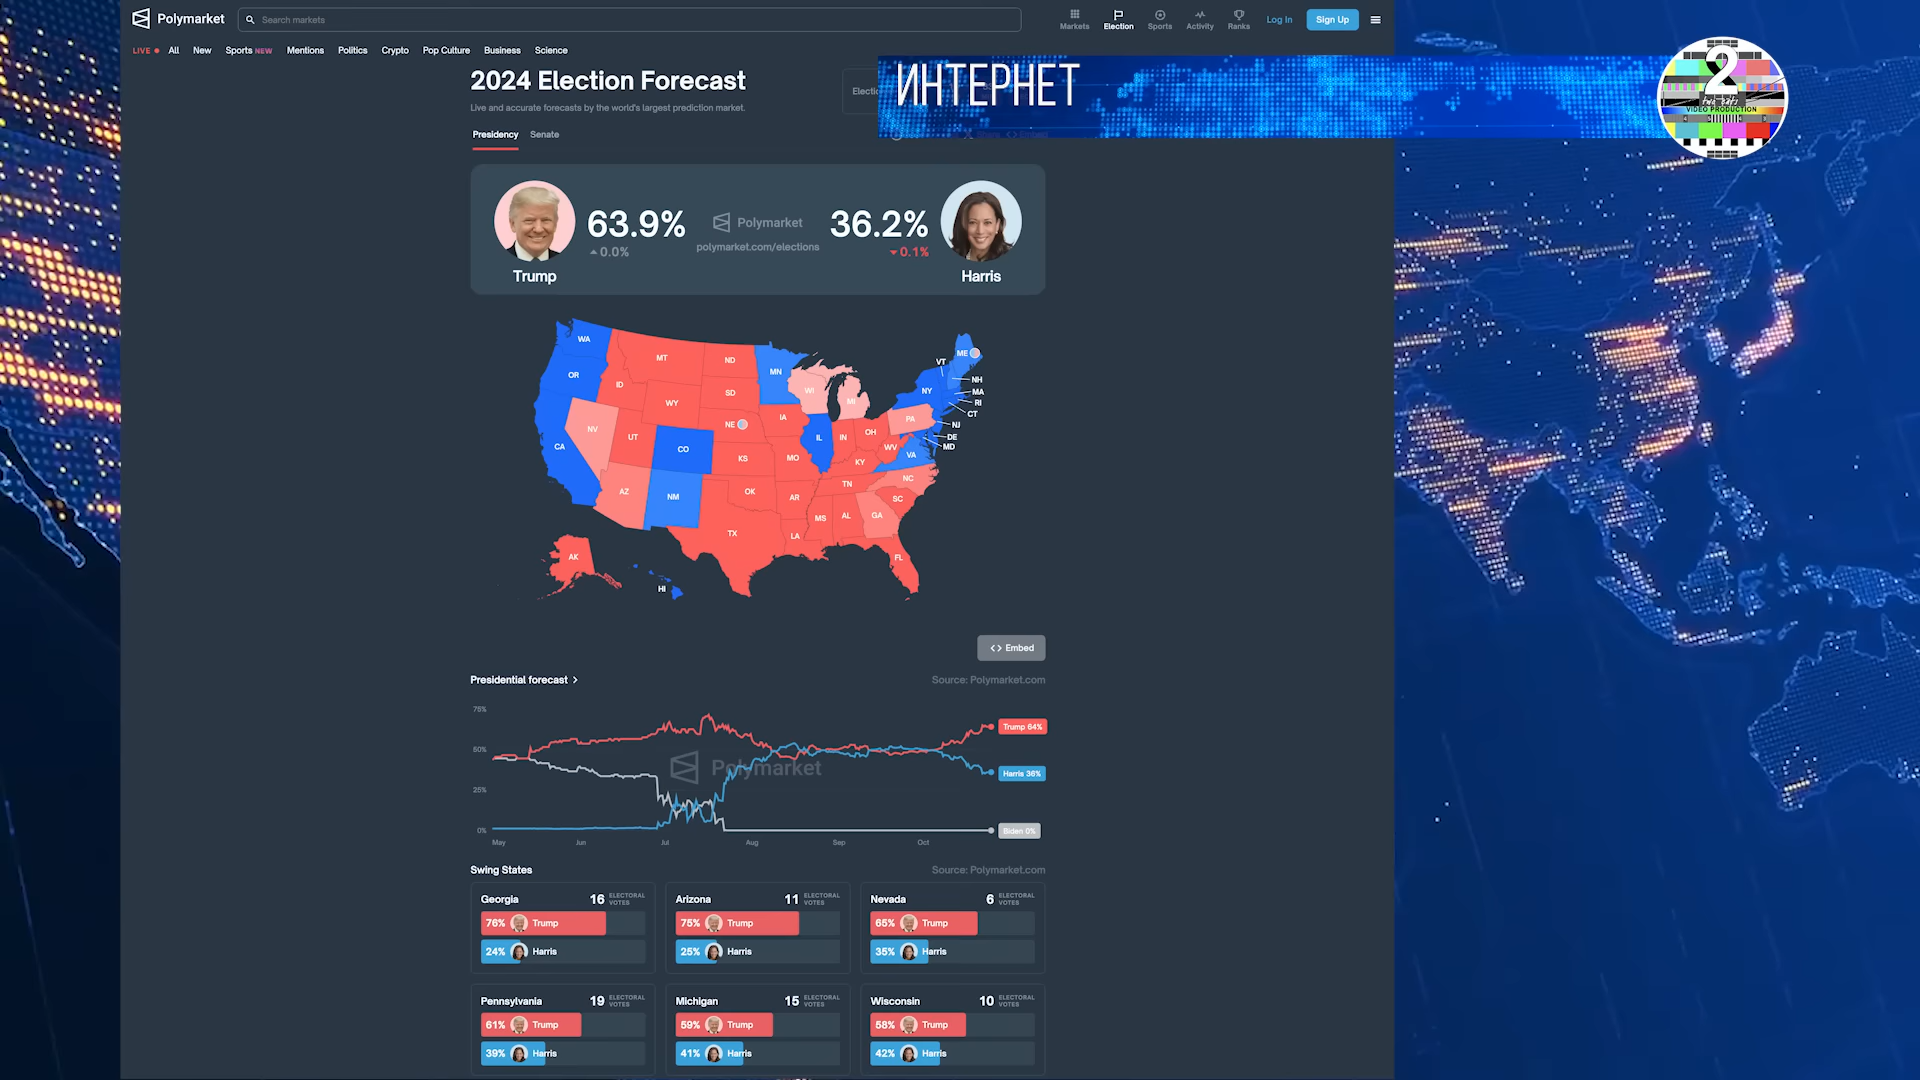 Polymarket
Search markets
Markets
Election
Sports
Activity
Ranks
Log In
Sign Up
LIVE
All
New
Sports NEW
Mentions
Politics
Crypto
Pop Culture
Business
Science
ИНТЕРНЕТ
2
two cats
VIDEO PRODUCTION
2024 Election Forecast
Live and accurate forecasts by the world's largest prediction market.
Presidency
Senate
Trump
63.9%
0.0%
Polymarket
polymarket.com/elections
36.2%
0.1%
Harris
WA
OR
CA
NV
ID
MT
WY
UT
AZ
CO
NM
ND
SD
NE
KS
OK
TX
MN
IA
MO
AR
LA
WI
IL
MI
IN
OH
KY
TN
MS
AL
GA
FL
SC
NC
VA
WV
PA
NY
VT
ME
NH
MA
RI
CT
NJ
DE
MD
AK
HI
Embed
Presidential forecast
Source: Polymarket.com
75%
50%
25%
0%
Polymarket
Trump 64%
Harris 36%
Biden 0%
May
Jun
Jul
Aug
Sep
Oct
Swing States
Source: Polymarket.com
Georgia
16 ELECTORAL VOTES
76% Trump
24% Harris
Arizona
11 ELECTORAL VOTES
75% Trump
25% Harris
Nevada
6 ELECTORAL VOTES
65% Trump
35% Harris
Pennsylvania
19 ELECTORAL VOTES
61% Trump
39% Harris
Michigan
15 ELECTORAL VOTES
59% Trump
41% Harris
Wisconsin
10 ELECTORAL VOTES
58% Trump
42% Harris